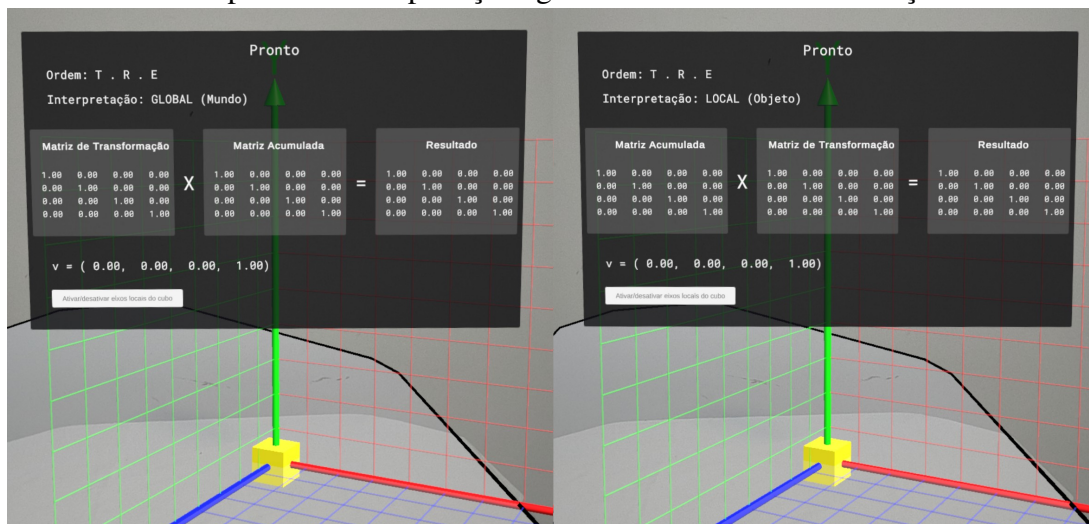 Pronto
Ordem: T . R . E
Interpretação: GLOBAL (Mundo)
Matriz de Transformação
1.00 0.00 0.00 0.00
0.00 1.00 0.00 0.00
0.00 0.00 1.00 0.00
0.00 0.00 0.00 1.00
X
Matriz Acumulada
1.00 0.00 0.00 0.00
0.00 1.00 0.00 0.00
0.00 0.00 1.00 0.00
0.00 0.00 0.00 1.00
=
Resultado
1.00 0.00 0.00 0.00
0.00 1.00 0.00 0.00
0.00 0.00 1.00 0.00
0.00 0.00 0.00 1.00
v = ( 0.00, 0.00, 0.00, 1.00)
Ativar/desativar eixos locais do cubo
Pronto
Ordem: T . R . E
Interpretação: LOCAL (Objeto)
Matriz Acumulada
1.00 0.00 0.00 0.00
0.00 1.00 0.00 0.00
0.00 0.00 1.00 0.00
0.00 0.00 0.00 1.00
X
Matriz de Transformação
1.00 0.00 0.00 0.00
0.00 1.00 0.00 0.00
0.00 0.00 1.00 0.00
0.00 0.00 0.00 1.00
=
Resultado
1.00 0.00 0.00 0.00
0.00 1.00 0.00 0.00
0.00 0.00 1.00 0.00
0.00 0.00 0.00 1.00
v = ( 0.00, 0.00, 0.00, 1.00)
Ativar/desativar eixos locais do cubo